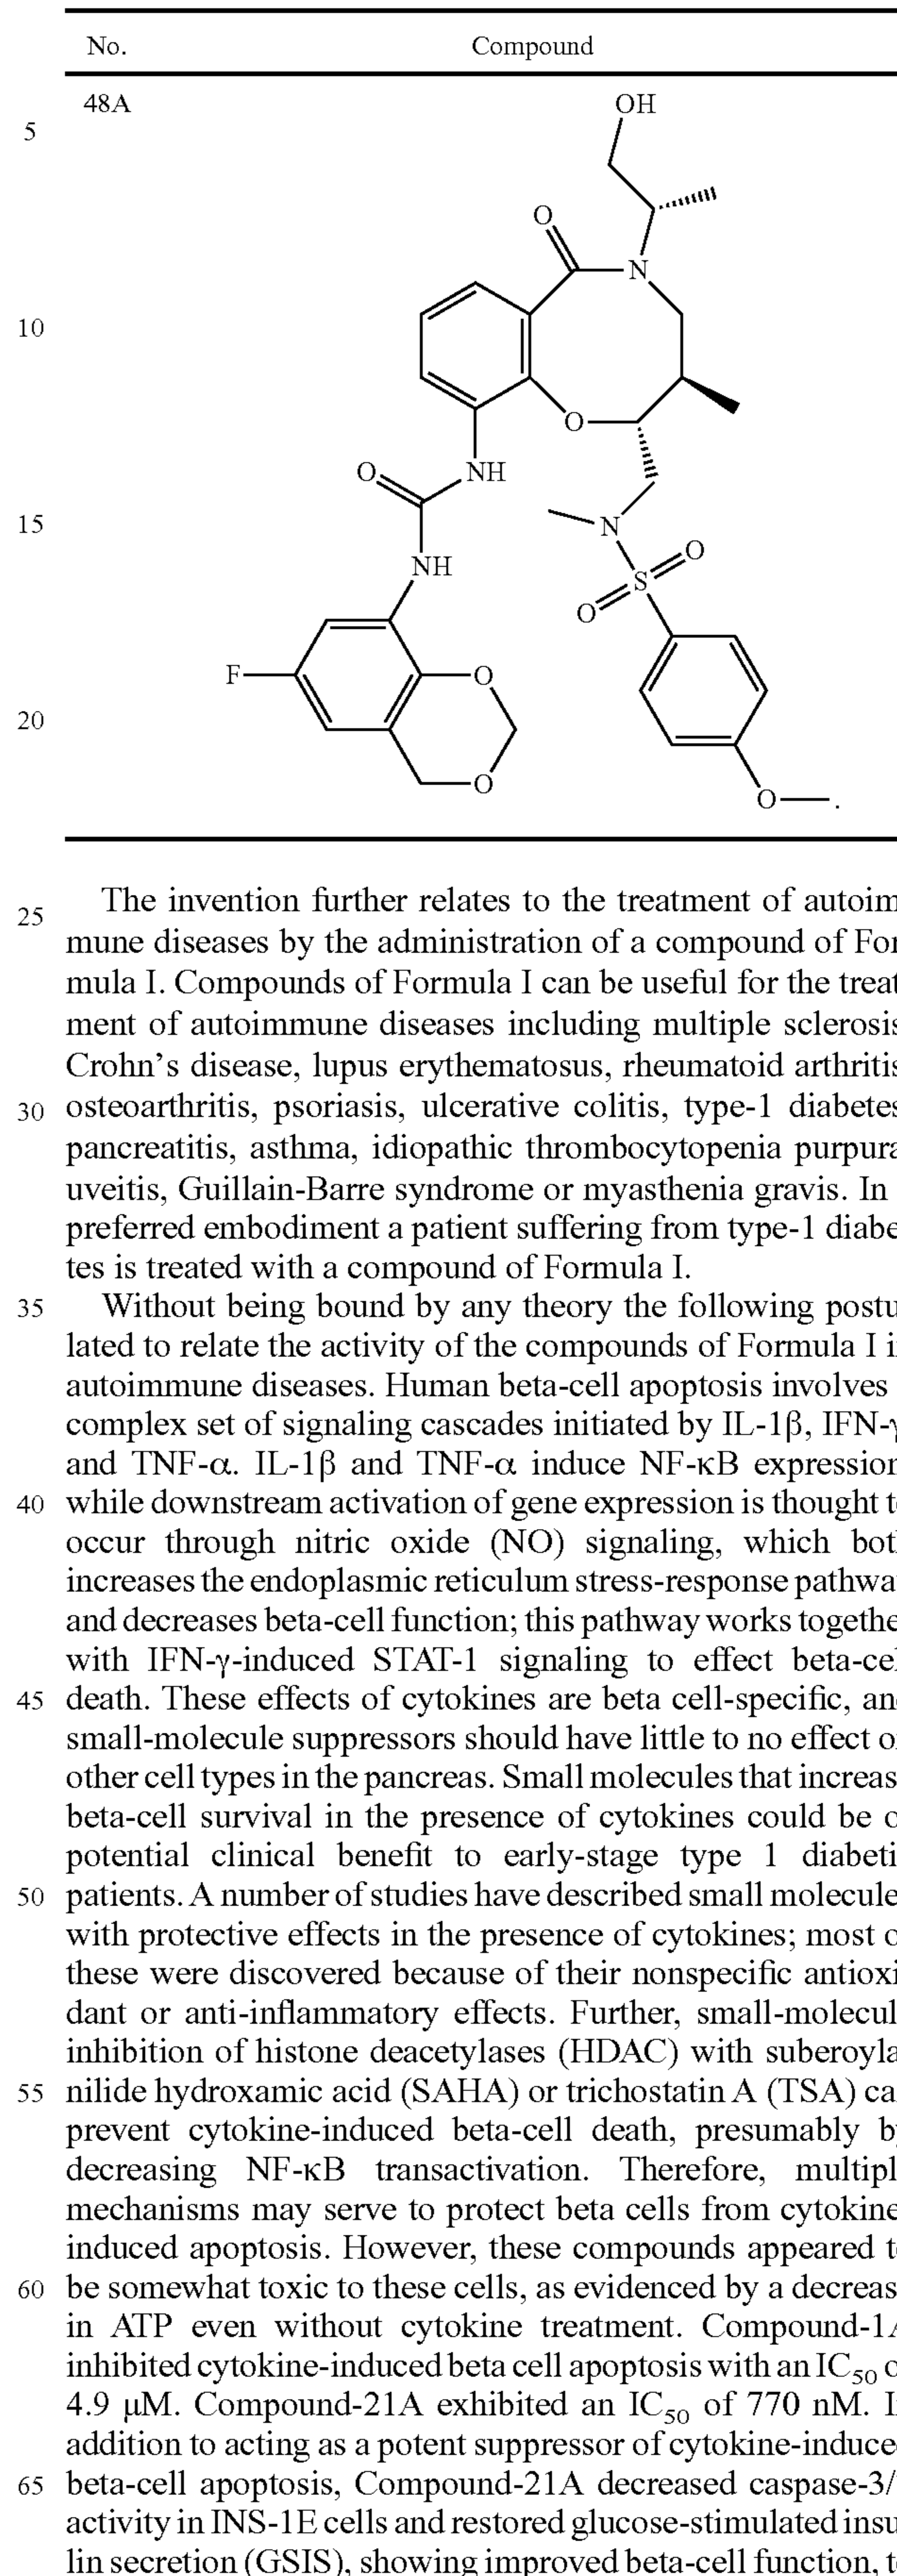 No. Compound
48A OH
5
O
N
10
O
O NH
15 N
O
NH S
O
F O
20
O
O .
25 The invention further relates to the treatment of autoim
mune diseases by the administration of a compound of For
mula I. Compounds of Formula I can be useful for the treat
ment of autoimmune diseases including multiple sclerosis
Crohn's disease, lupus erythematosus, rheumatoid arthritis
30 osteoarthritis, psoriasis, ulcerative colitis, type-1 diabetes
pancreatitis, asthma, idiopathic thrombocytopenia purpura
uveitis, Guillain-Barre syndrome or myasthenia gravis. In
preferred embodiment a patient suffering from type-1 diabe
tes is treated with a compound of Formula I.
35 Without being bound by any theory the following postu
lated to relate the activity of the compounds of Formula I i
autoimmune diseases. Human beta-cell apoptosis involves
complex set of signaling cascades initiated by IL-1β, IFN-γ
and TNF-α. IL-1β and TNF-α induce NF-κB expression
40 while downstream activation of gene expression is thought t
occur through nitric oxide (NO) signaling, which bot
increases the endoplasmic reticulum stress-response pathwa
and decreases beta-cell function; this pathway works togethe
with IFN-γ-induced STAT-1 signaling to effect beta-cel
45 death. These effects of cytokines are beta cell-specific, an
small-molecule suppressors should have little to no effect o
other cell types in the pancreas. Small molecules that increas
beta-cell survival in the presence of cytokines could be o
potential clinical benefit to early-stage type 1 diabeti
50 patients. A number of studies have described small molecule
with protective effects in the presence of cytokines; most o
these were discovered because of their nonspecific antioxi
dant or anti-inflammatory effects. Further, small-molecul
inhibition of histone deacetylases (HDAC) with suberoyla
55 nilide hydroxamic acid (SAHA) or trichostatin A (TSA) ca
prevent cytokine-induced beta-cell death, presumably b
decreasing NF-κB transactivation. Therefore, multipl
mechanisms may serve to protect beta cells from cytokine
induced apoptosis. However, these compounds appeared t
60 be somewhat toxic to these cells, as evidenced by a decreas
in ATP even without cytokine treatment. Compound-1A
inhibited cytokine-induced beta cell apoptosis with an IC50 o
4.9 μM. Compound-21A exhibited an IC50 of 770 nM. I
addition to acting as a potent suppressor of cytokine-induce
65 beta-cell apoptosis, Compound-21A decreased caspase-3/
activity in INS-1E cells and restored glucose-stimulated insu
lin secretion (GSIS), showing improved beta-cell function, t